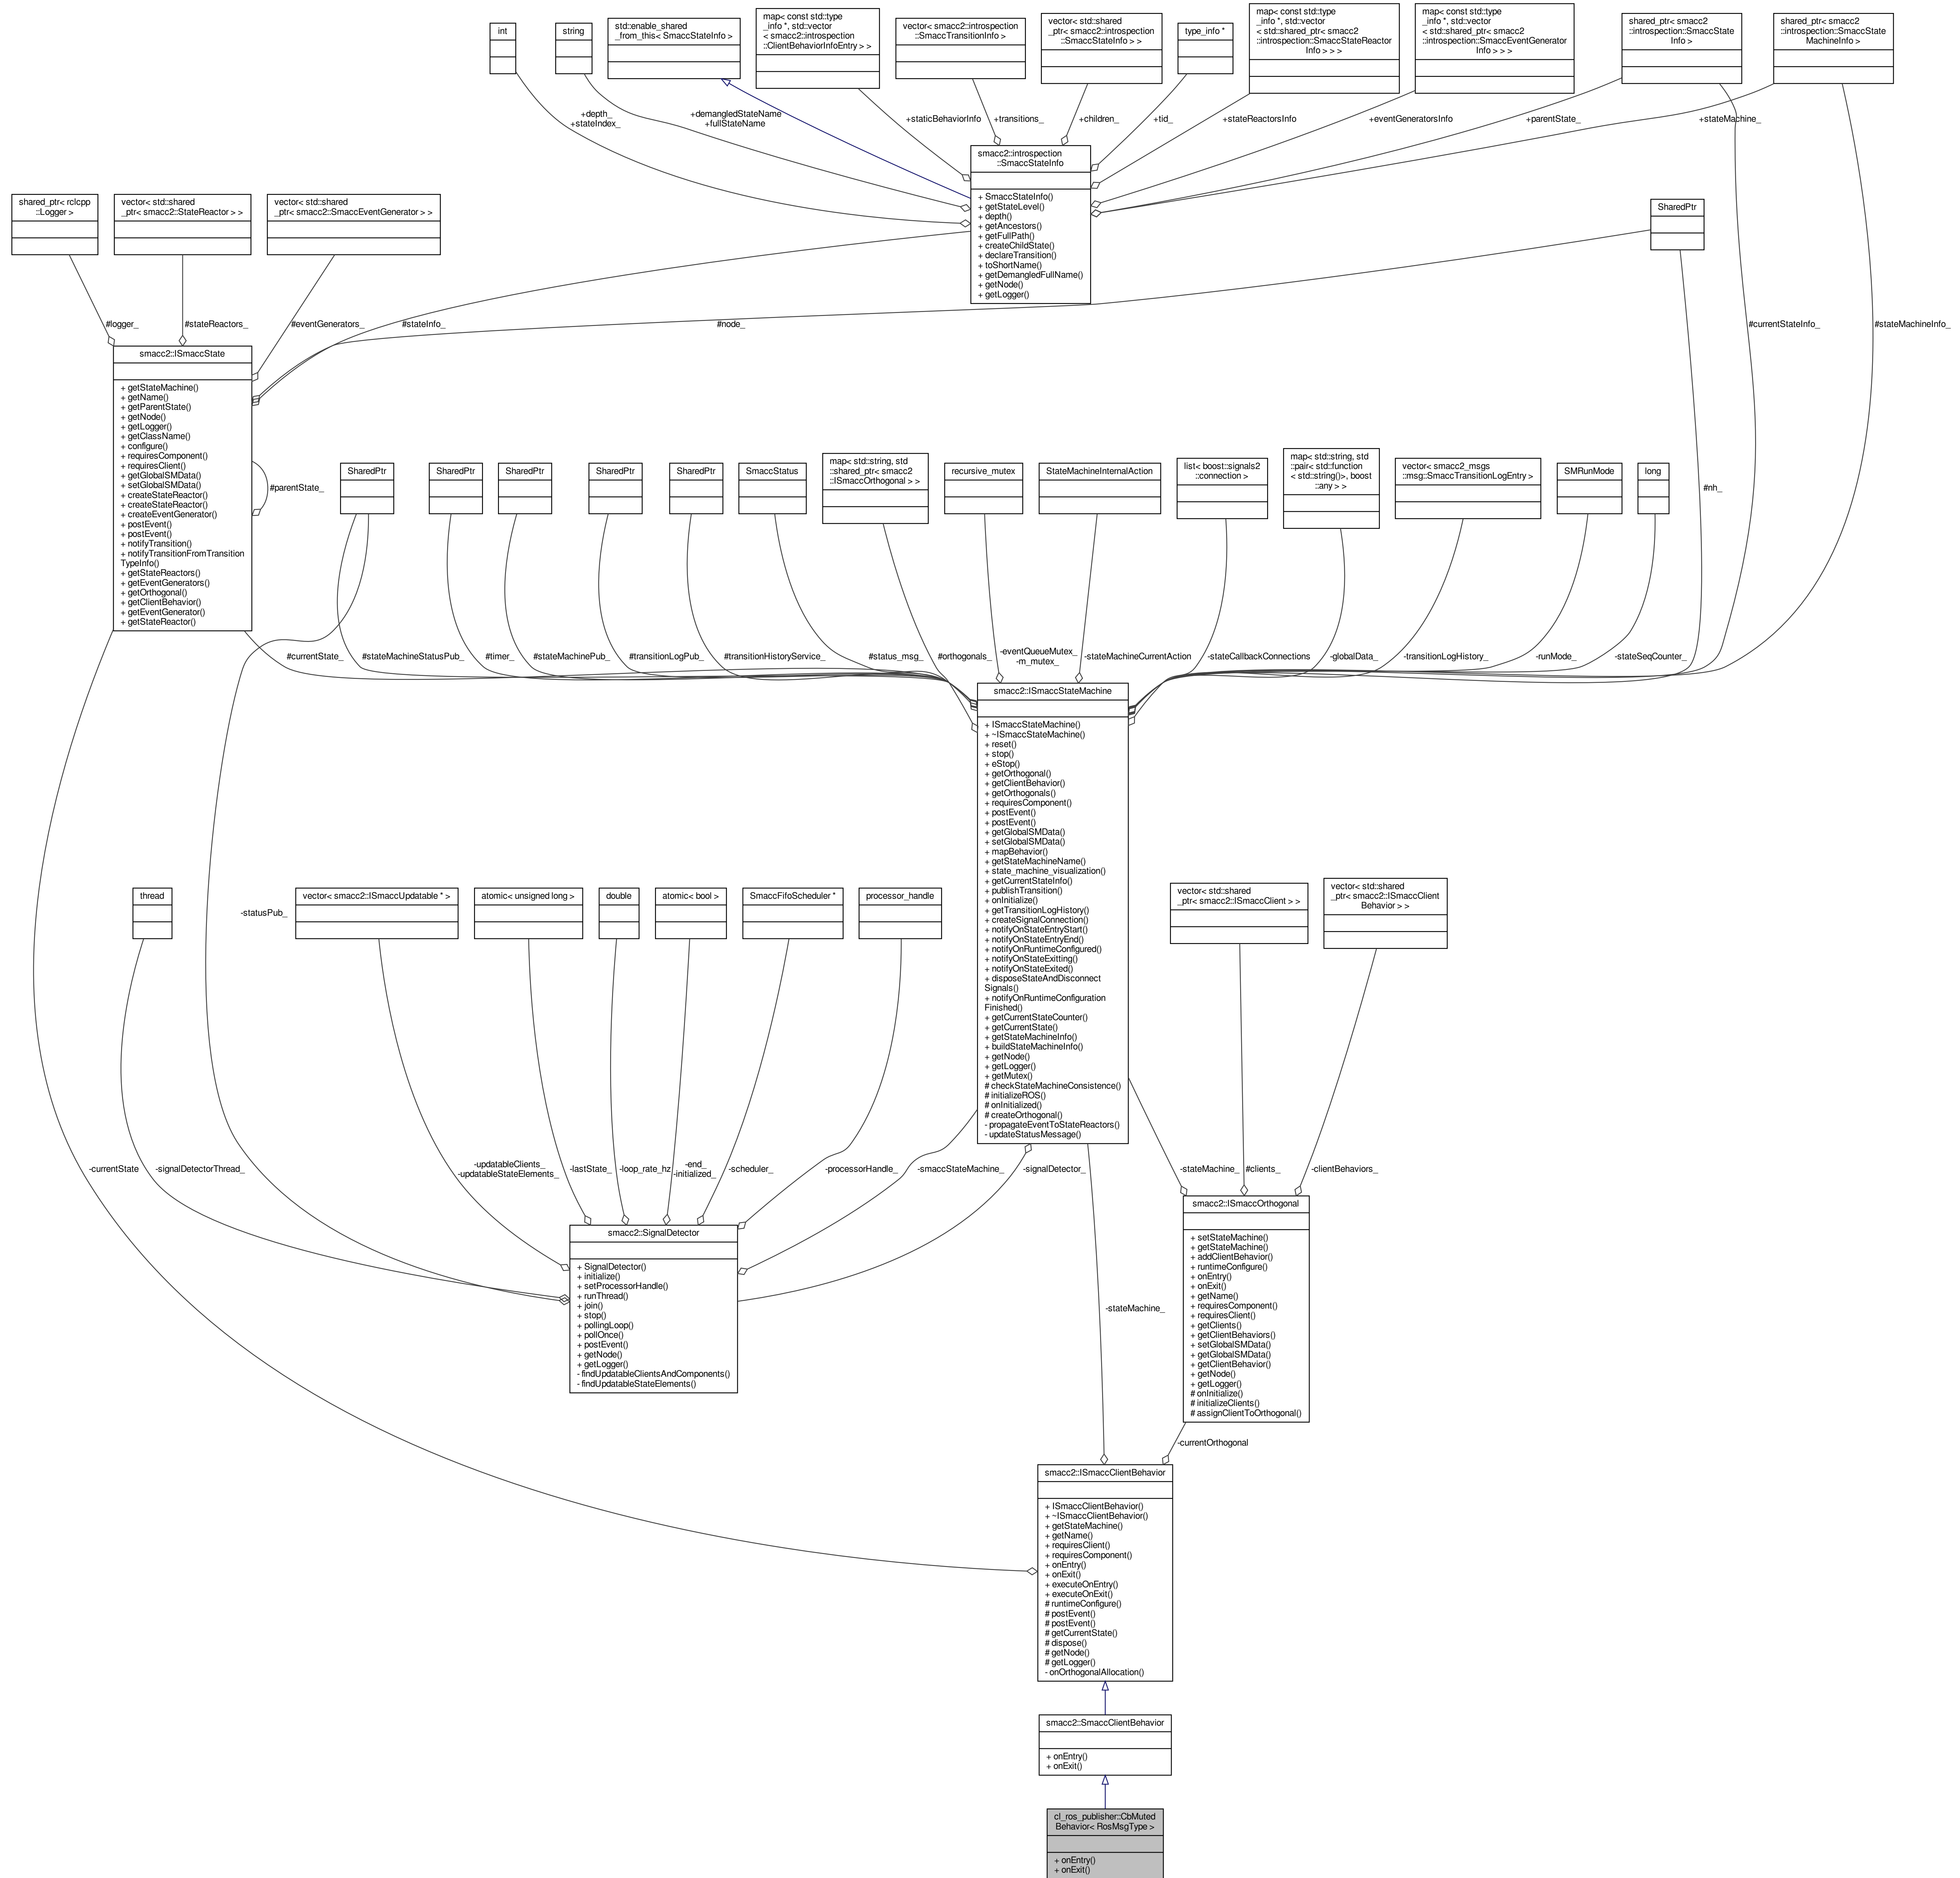 int
string
std::enable_shared
_from_this< SmaccStateInfo >
map< const std::type
_info *, std::vector
< smacc2::introspection
::ClientBehaviorInfoEntry > >
vector< smacc2::introspection
::SmaccTransitionInfo >
vector< std::shared
_ptr< smacc2::introspection
::SmaccStateInfo > >
type_info *
map< const std::type
_info *, std::vector
< std::shared_ptr< smacc2
::introspection::SmaccStateReactor
Info > > >
map< const std::type
_info *, std::vector
< std::shared_ptr< smacc2
::introspection::SmaccEventGenerator
Info > > >
shared_ptr< smacc2
::introspection::SmaccState
Info >
shared_ptr< smacc2
::introspection::SmaccState
MachineInfo >
+depth_
+stateIndex_
+demangledStateName
+fullStateName
+staticBehaviorInfo
+transitions_
+children_
+tid_
+stateReactorsInfo
+eventGeneratorsInfo
+parentState_
+stateMachine_
smacc2::introspection
::SmaccStateInfo
+ SmaccStateInfo()
+ getStateLevel()
+ depth()
+ getAncestors()
+ getFullPath()
+ createChildState()
+ declareTransition()
+ toShortName()
+ getDemangledFullName()
+ getNode()
+ getLogger()
shared_ptr< rclcpp
::Logger >
vector< std::shared
_ptr< smacc2::StateReactor > >
vector< std::shared
_ptr< smacc2::SmaccEventGenerator > >
SharedPtr
#logger_
#stateReactors_
#eventGenerators_
#stateInfo_
#node_
#currentStateInfo_
#stateMachineInfo_
smacc2::ISmaccState
+ getStateMachine()
+ getName()
+ getParentState()
+ getNode()
+ getLogger()
+ getClassName()
+ configure()
+ requiresComponent()
+ requiresClient()
+ getGlobalSMData()
+ setGlobalSMData()
+ createStateReactor()
+ createStateReactor()
+ createEventGenerator()
+ postEvent()
+ postEvent()
+ notifyTransition()
+ notifyTransitionFromTransition
TypeInfo()
+ getStateReactors()
+ getEventGenerators()
+ getOrthogonal()
+ getClientBehavior()
+ getEventGenerator()
+ getStateReactor()
#parentState_
SharedPtr
SharedPtr
SharedPtr
SharedPtr
SharedPtr
SmaccStatus
map< std::string, std
::shared_ptr< smacc2
::ISmaccOrthogonal > >
recursive_mutex
StateMachineInternalAction
list< boost::signals2
::connection >
map< std::string, std
::pair< std::function
< std::string()>, boost
::any > >
vector< smacc2_msgs
::msg::SmaccTransitionLogEntry >
SMRunMode
long
#nh_
#currentState_
#stateMachineStatusPub_
#timer_
#stateMachinePub_
#transitionLogPub_
#transitionHistoryService_
#status_msg_
#orthogonals_
-eventQueueMutex_
-m_mutex_
-stateMachineCurrentAction
-stateCallbackConnections
-globalData_
-transitionLogHistory_
-runMode_
-stateSeqCounter_
smacc2::ISmaccStateMachine
+ ISmaccStateMachine()
+ ~ISmaccStateMachine()
+ reset()
+ stop()
+ eStop()
+ getOrthogonal()
+ getClientBehavior()
+ getOrthogonals()
+ requiresComponent()
+ postEvent()
+ postEvent()
+ getGlobalSMData()
+ setGlobalSMData()
+ mapBehavior()
+ getStateMachineName()
+ state_machine_visualization()
+ getCurrentStateInfo()
+ publishTransition()
+ onInitialize()
+ getTransitionLogHistory()
+ createSignalConnection()
+ notifyOnStateEntryStart()
+ notifyOnStateEntryEnd()
+ notifyOnRuntimeConfigured()
+ notifyOnStateExitting()
+ notifyOnStateExited()
+ disposeStateAndDisconnect
Signals()
+ notifyOnRuntimeConfiguration
Finished()
+ getCurrentStateCounter()
+ getCurrentState()
+ getStateMachineInfo()
+ buildStateMachineInfo()
+ getNode()
+ getLogger()
+ getMutex()
# checkStateMachineConsistence()
# initializeROS()
# onInitialized()
# createOrthogonal()
- propagateEventToStateReactors()
- updateStatusMessage()
thread
-statusPub_
vector< smacc2::ISmaccUpdatable * >
atomic< unsigned long >
double
atomic< bool >
SmaccFifoScheduler *
processor_handle
vector< std::shared
_ptr< smacc2::ISmaccClient > >
vector< std::shared
_ptr< smacc2::ISmaccClient
Behavior > >
-currentState
-signalDetectorThread_
-updatableClients_
-updatableStateElements_
-lastState_
-loop_rate_hz
-end_
-initialized_
-scheduler_
-processorHandle_
-smaccStateMachine_
-signalDetector_
-stateMachine_
#clients_
-clientBehaviors_
smacc2::SignalDetector
+ SignalDetector()
+ initialize()
+ setProcessorHandle()
+ runThread()
+ join()
+ stop()
+ pollingLoop()
+ pollOnce()
+ postEvent()
+ getNode()
+ getLogger()
- findUpdatableClientsAndComponents()
- findUpdatableStateElements()
-stateMachine_
smacc2::ISmaccOrthogonal
+ setStateMachine()
+ getStateMachine()
+ addClientBehavior()
+ runtimeConfigure()
+ onEntry()
+ onExit()
+ getName()
+ requiresComponent()
+ requiresClient()
+ getClients()
+ getClientBehaviors()
+ setGlobalSMData()
+ getGlobalSMData()
+ getClientBehavior()
+ getNode()
+ getLogger()
# onInitialize()
# initializeClients()
# assignClientToOrthogonal()
-currentOrthogonal
smacc2::ISmaccClientBehavior
+ ISmaccClientBehavior()
+ ~ISmaccClientBehavior()
+ getStateMachine()
+ getName()
+ requiresClient()
+ requiresComponent()
+ onEntry()
+ onExit()
+ executeOnEntry()
+ executeOnExit()
# runtimeConfigure()
# postEvent()
# postEvent()
# getCurrentState()
# dispose()
# getNode()
# getLogger()
- onOrthogonalAllocation()
smacc2::SmaccClientBehavior
+ onEntry()
+ onExit()
cl_ros_publisher::CbMuted
Behavior< RosMsgType >
+ onEntry()
+ onExit()